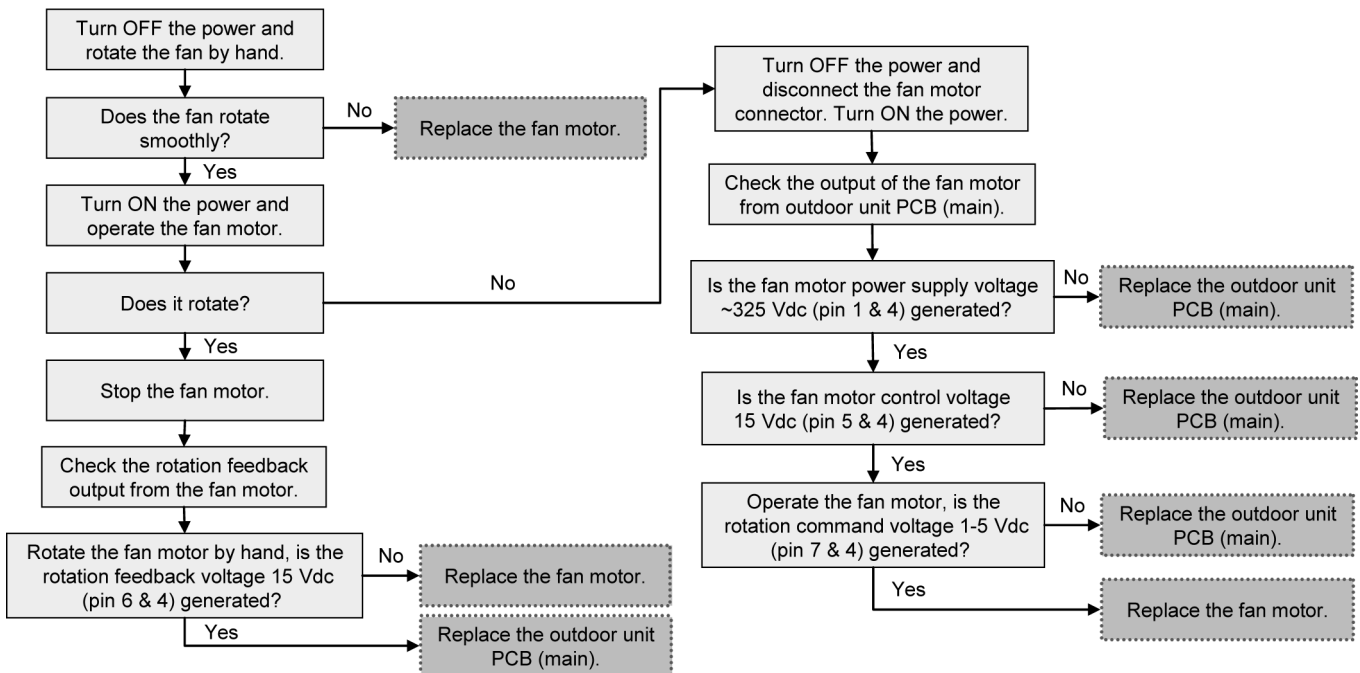 Turn OFF the power and
rotate the fan by hand.
Does the fan rotate
smoothly?
No
Replace the fan motor.
Yes
Turn ON the power and
operate the fan motor.
Does it rotate?
No
Yes
Stop the fan motor.
Check the rotation feedback
output from the fan motor.
Rotate the fan motor by hand, is the
rotation feedback voltage 15 Vdc
(pin 6 & 4) generated?
No
Replace the fan motor.
Yes
Replace the outdoor unit
PCB (main).
Turn OFF the power and
disconnect the fan motor
connector. Turn ON the power.
Check the output of the fan motor
from outdoor unit PCB (main).
Is the fan motor power supply voltage
~325 Vdc (pin 1 & 4) generated?
No
Replace the outdoor unit
PCB (main).
Yes
Is the fan motor control voltage
15 Vdc (pin 5 & 4) generated?
No
Replace the outdoor unit
PCB (main).
Yes
Operate the fan motor, is the
rotation command voltage 1-5 Vdc
(pin 7 & 4) generated?
No
Replace the outdoor unit
PCB (main).
Yes
Replace the fan motor.